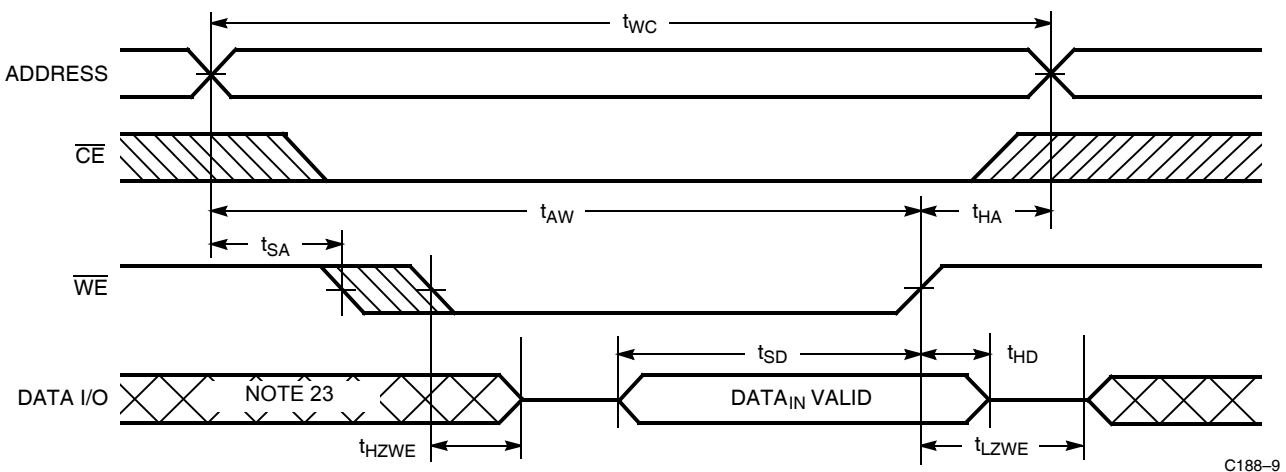 tWC
ADDRESS
CE
tAW
tHA
tSA
WE
tSD
tHD
DATA I/O
NOTE 23
DATAIN VALID
tHZWE
tLZWE
C188–9